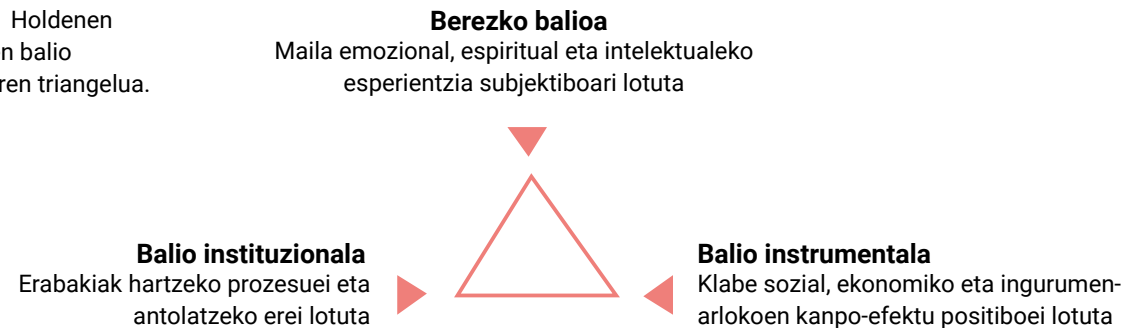 Holdenen
n balio
ren triangelua.
Berezko balioa
Maila emozional, espiritual eta intelektualeko
esperientzia subjektiboari lotuta
Balio instituzionala
Erabakiak hartzeko prozesuei eta
antolatzeko erei lotuta
Balio instrumentala
Klabe sozial, ekonomiko eta ingurumen-
arlokoen kanpo-efektu positiboei lotuta